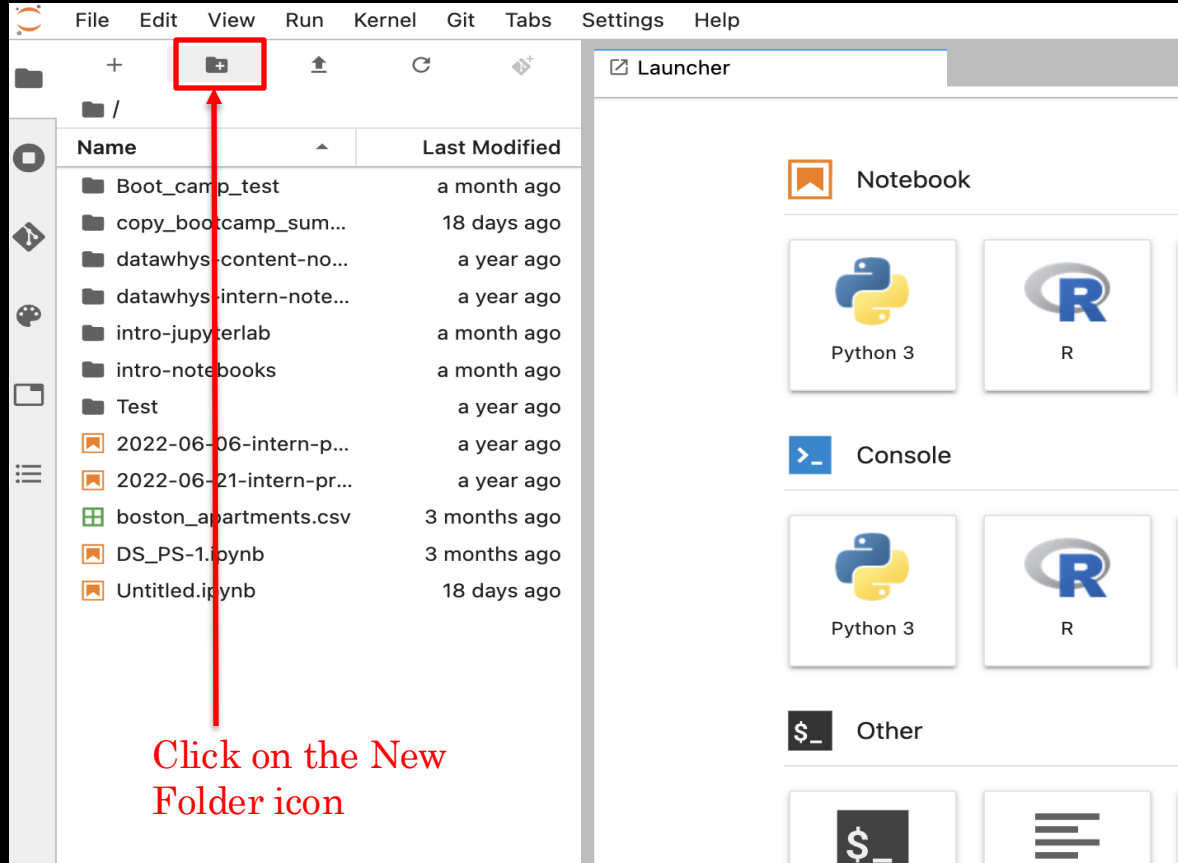 File Edit View Run Kernel Git Tabs Settings Help
Launcher
/
Name Last Modified
Boot_camp_test a month ago
copy_bootcamp_sum... 18 days ago
datawhys-content-no... a year ago
datawhys-intern-note... a year ago
intro-jupyterlab a month ago
intro-notebooks a month ago
Test a year ago
2022-06-06-intern-p... a year ago
2022-06-21-intern-pr... a year ago
boston_apartments.csv 3 months ago
DS_PS-1.ipynb 3 months ago
Untitled.ipynb 18 days ago
Click on the New
Folder icon
Notebook
Python 3 R
Console
Python 3 R
$_ Other
$_